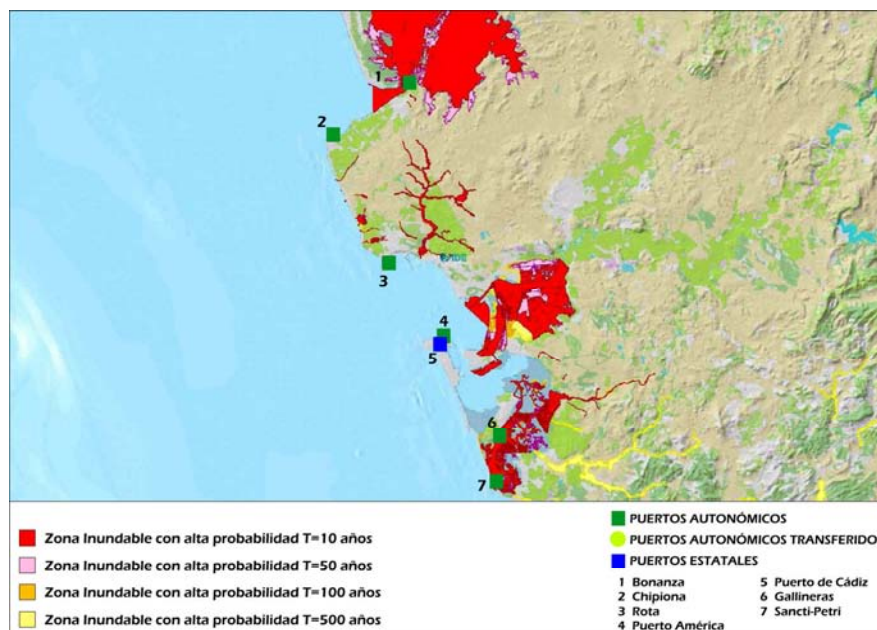 1
2
3
4
5
6
7
Zona Inundable con alta probabilidad T=10 años
Zona Inundable con alta probabilidad T=50 años
Zona Inundable con alta probabilidad T=100 años
Zona Inundable con alta probabilidad T=500 años
PUERTOS AUTONÓMICOS
PUERTOS AUTONÓMICOS TRANSFERIDO
PUERTOS ESTATALES
1 Bonanza
2 Chipiona
3 Rota
4 Puerto América
5 Puerto de Cádiz
6 Gallineras
7 Sancti-Petri